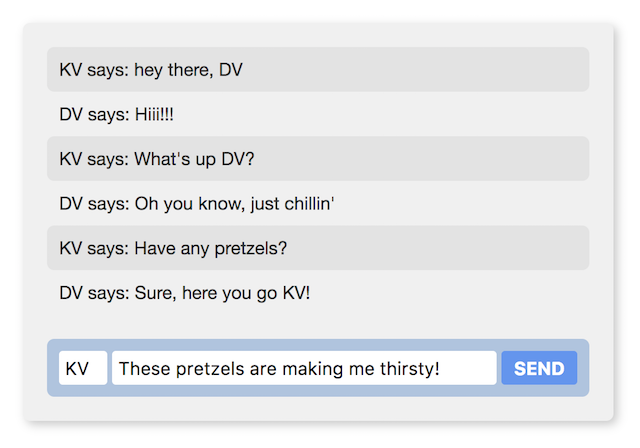 KV says: hey there, DV
DV says: Hiii!!!
KV says: What's up DV?
DV says: Oh you know, just chillin'
KV says: Have any pretzels?
DV says: Sure, here you go KV!
KV These pretzels are making me thirsty! SEND